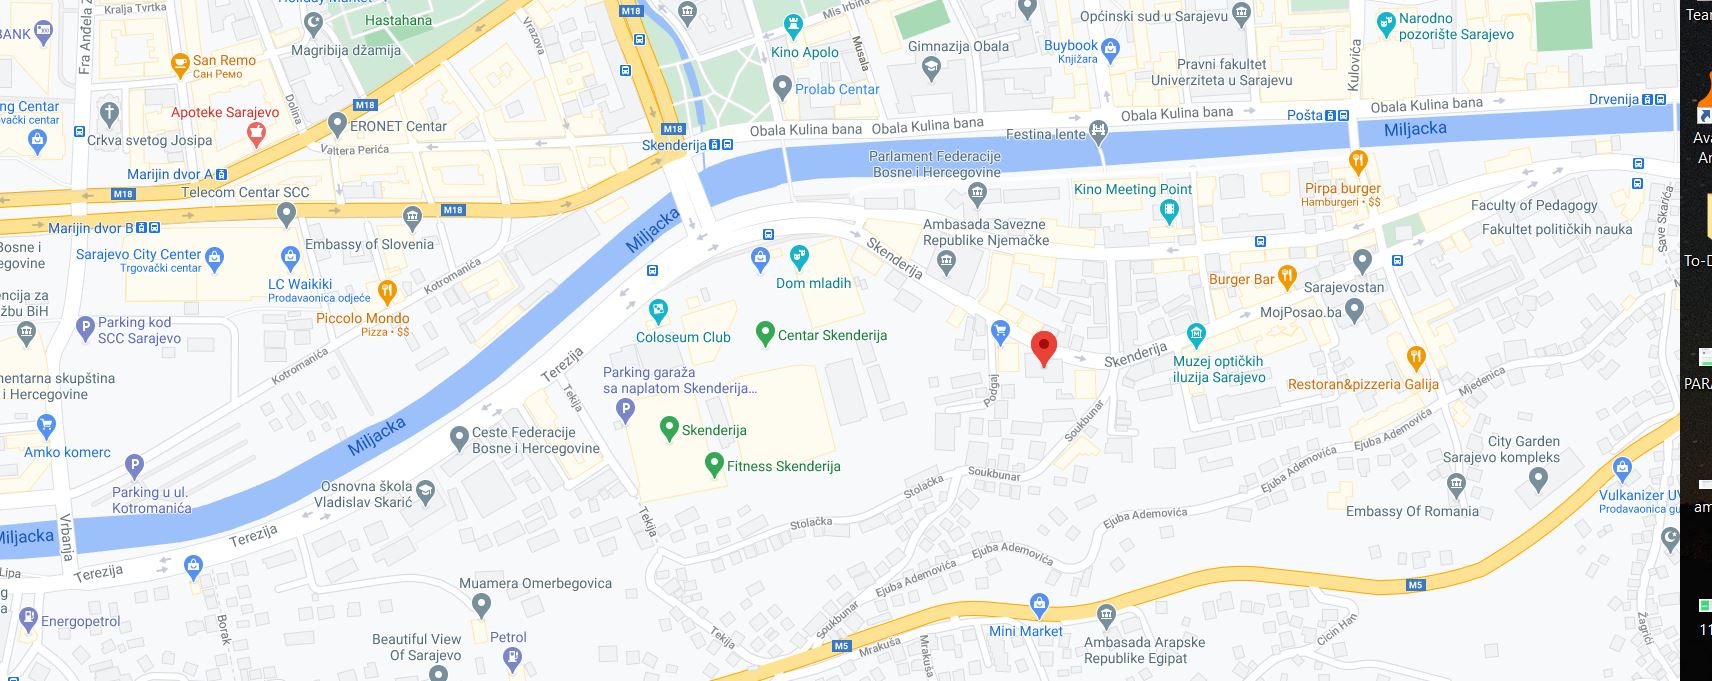 Kralja Tvrtka
Hastahana
M18
Mis Irbina
Općinski sud u Sarajevu
Narodno
pozorište Sarajevo
BANK
Fra Anđela Z
Magribija džamija
Vrazova
Kino Apolo
Musala
Gimnazija Obala
Buybook
Knjižara
Kulovića
San Remo
Сан Ремо
Dolina
Prolab Centar
Pravni fakultet
Univerziteta u Sarajevu
ng Centar
ovački centar
Apoteke Sarajevo
M18
ERONET Centar
Crkva svetog Josipa
Valtera Perića
M18
Skenderija
Obala Kulina bana
Obala Kulina bana
Obala Kulina bana
Festina lente
Pošta
Obala Kulina bana
Drvenija
Miljacka
Marijin dvor A
Telecom Centar SCC
M18
M18
Parlament Federacije
Bosne i Hercegovine
Kino Meeting Point
Pirpa burger
Hamburgeri • $$
Marijin dvor B
Embassy of Slovenia
Miljacka
Ambasada Savezne
Republike Njemačke
Faculty of Pedagogy
Fakultet političkih nauka
Save Skarića
Bosne i
egovine
Sarajevo City Center
Trgovački centar
LC Waikiki
Prodavaonica odjeće
Kotromanića
Skenderija
Dom mladih
Burger Bar
Sarajevostan
MojPosao.ba
encija za
žbu BiH
Piccolo Mondo
Pizza • $$
Parking kod
SCC Sarajevo
Coloseum Club
Centar Skenderija
Skenderija
Muzej optičkih
iluzija Sarajevo
Kotromanića
Terezija
Parking garaža
sa naplatom Skenderija...
Podgaj
Restoran&pizzeria Galija
Mjedenica
mentarna skupština
i Hercegovine
Tekija
Soukbunar
Miljacka
Skenderija
Ceste Federacije
Bosne i Hercegovine
Fitness Skenderija
Ejuba Ademovića
City Garden
Sarajevo kompleks
Amko komerc
Parking u ul.
Kotromanića
Osnovna škola
Vladislav Skarić
Stolačka
Soukbunar
Ejuba Ademovića
Embassy Of Romania
Vulkanizer UV
Prodavaonica gu
Miljacka
Vrbanja
Terezija
Tekija
Stolačka
Ejuba Ademovića
Ejuba Ademovića
Lipa
Terezija
Ejuba Ademovića
Muamera Omerbegovica
M5
Energopetrol
Borak
Beautiful View
Of Sarajevo
Petrol
Tekija
Soukbunar
M5
Mrakuša
Mrakuša
Mini Market
Ambasada Arapske
Republike Egipat
Cicin Han
Žagrići
Tear
Ava
Ar
To-D
PARA
am
11